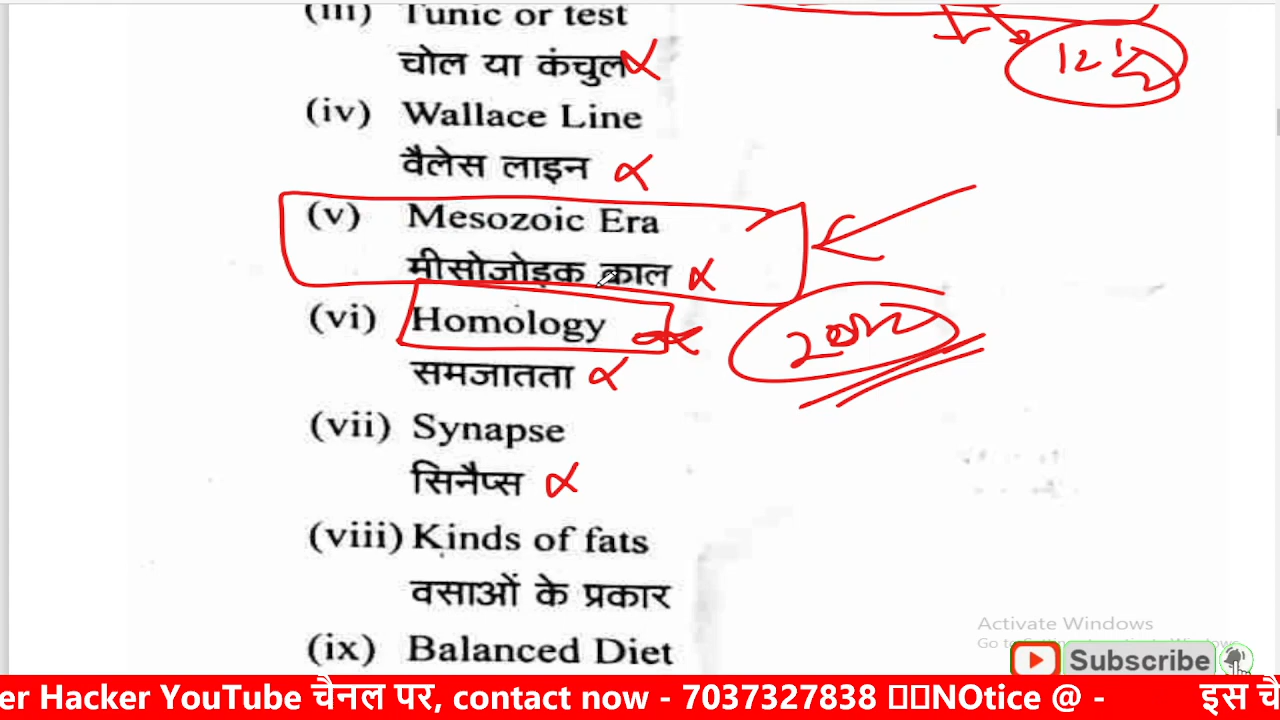 (iii) Tunic or test
चोल या कंचुल
(iv) Wallace Line
वैलेस लाइन
(v) Mesozoic Era
मीसोजोइक काल
(vi) Homology
समजातता
(vii) Synapse
सिनैप्स
(viii) Kinds of fats
वसाओं के प्रकार
(ix) Balanced Diet
Activate Windows
Subscribe
er Hacker YouTube चैनल पर, contact now - 7037327838 □□NOtice @ - इस चै